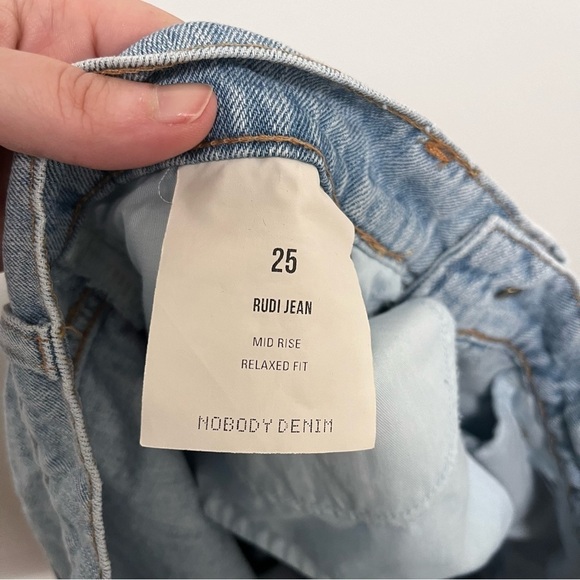 25
RUDI JEAN
MID RISE
RELAXED FIT
NOBODY DENIM